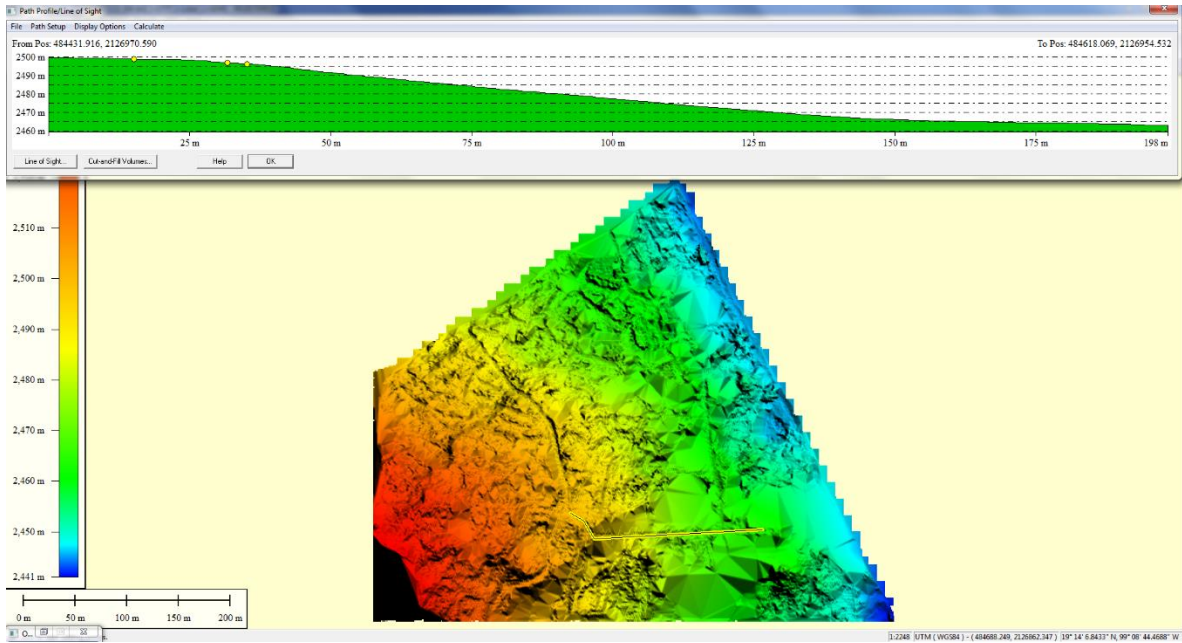 Path Profile/Line of Sight
File Path Setup Display Options Calculate
From Pos: 484431.916, 2126970.590 To Pos: 484618.069, 2126954.532
2500 m
2490 m
2480 m
2470 m
2460 m
25 m 50 m 75 m 100 m 125 m 150 m 175 m 198 m
Line of Sight... Cut-and-Fill Volumes... Help OK
2,510 m
2,500 m
2,490 m
2,480 m
2,470 m
2,460 m
2,450 m
2,441 m
0 m 50 m 100 m 150 m 200 m
O...
1:2248 UTM ( WGS84 ) - ( 484688.249, 2126862.347 ) 19° 14' 6.8433" N, 99° 08' 44.4688" W